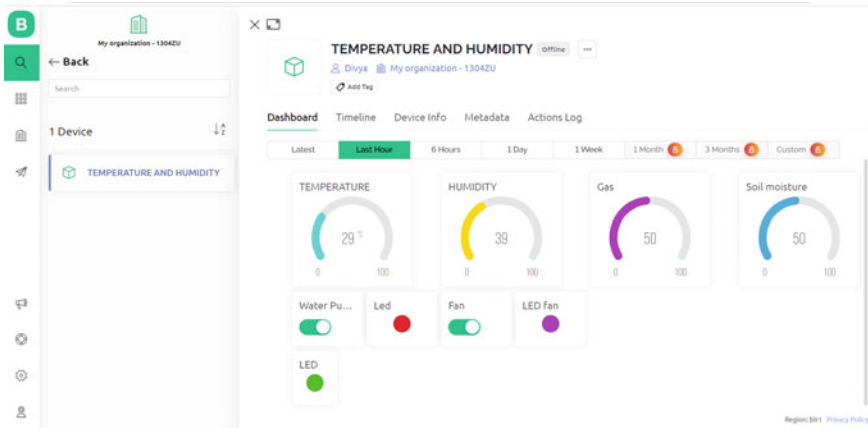 B
My organization - 1304ZU
← Back
Search
1 Device
TEMPERATURE AND HUMIDITY
TEMPERATURE AND HUMIDITY Offline ...
Divya My organization - 1304ZU
Add Tag
Dashboard Timeline Device Info Metadata Actions Log
Latest Last Hour 6 Hours 1 Day 1 Week 1 Month 3 Months Custom
TEMPERATURE HUMIDITY Gas Soil moisture
29 °C 39 50 50
0 100 0 100 0 100 0 100
Water Pu... Led Fan LED fan
LED
Region: blr1 Privacy Policy